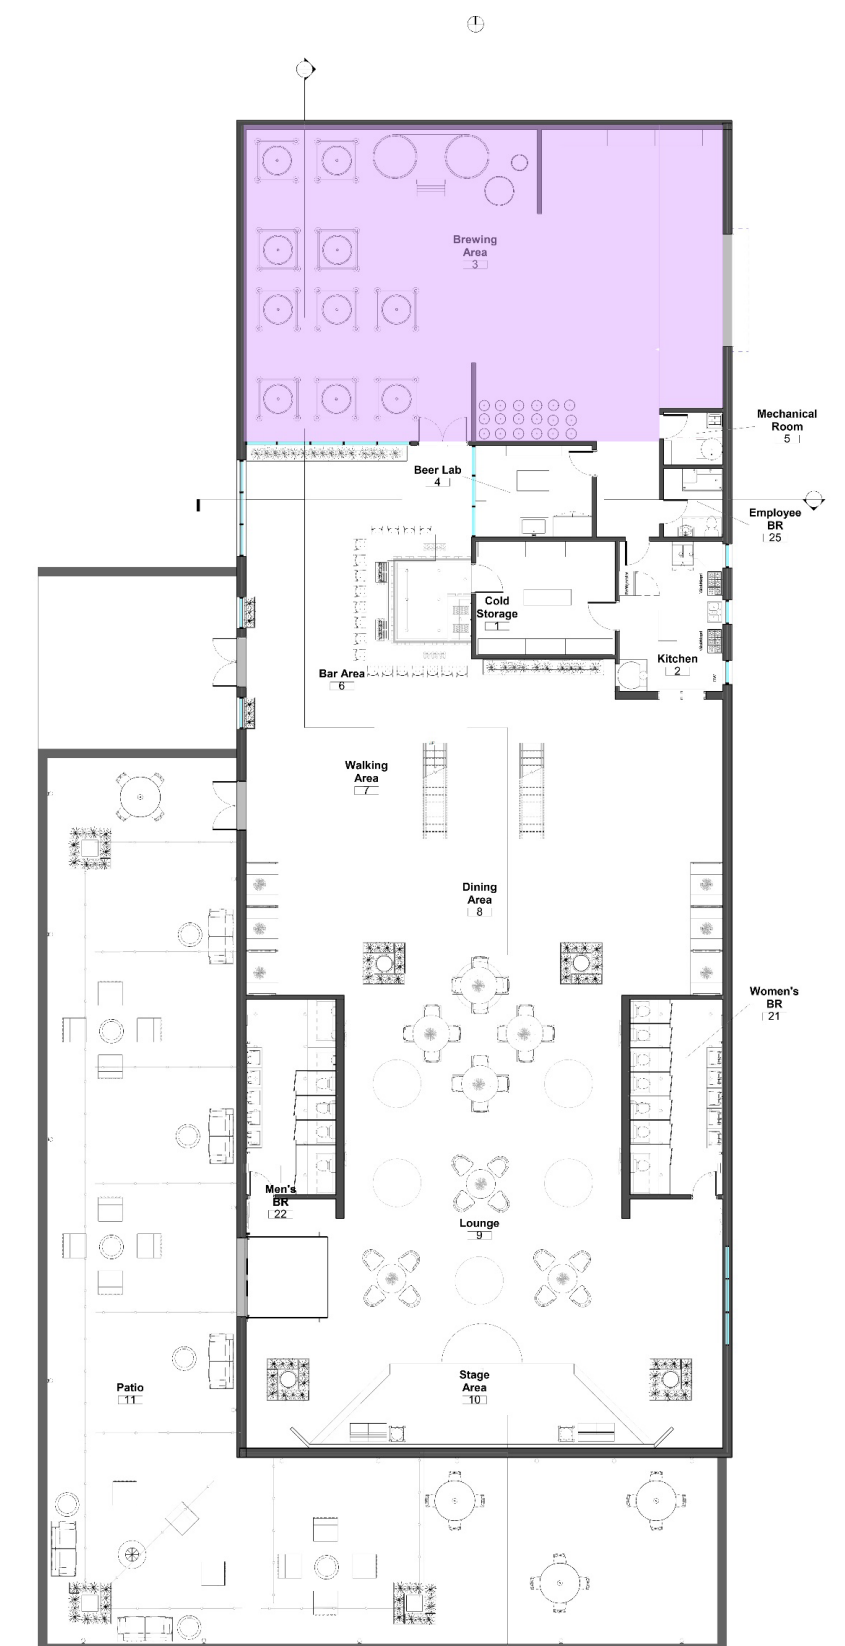 Brewing
Area
3
Mechanical
Room
5
Beer Lab
4
Employee
BR
25
Cold
Storage
1
Kitchen
2
Bar Area
6
Walking
Area
7
Dining
Area
8
Women's
BR
21
Men's
BR
22
Lounge
9
Stage
Area
10
Patio
11